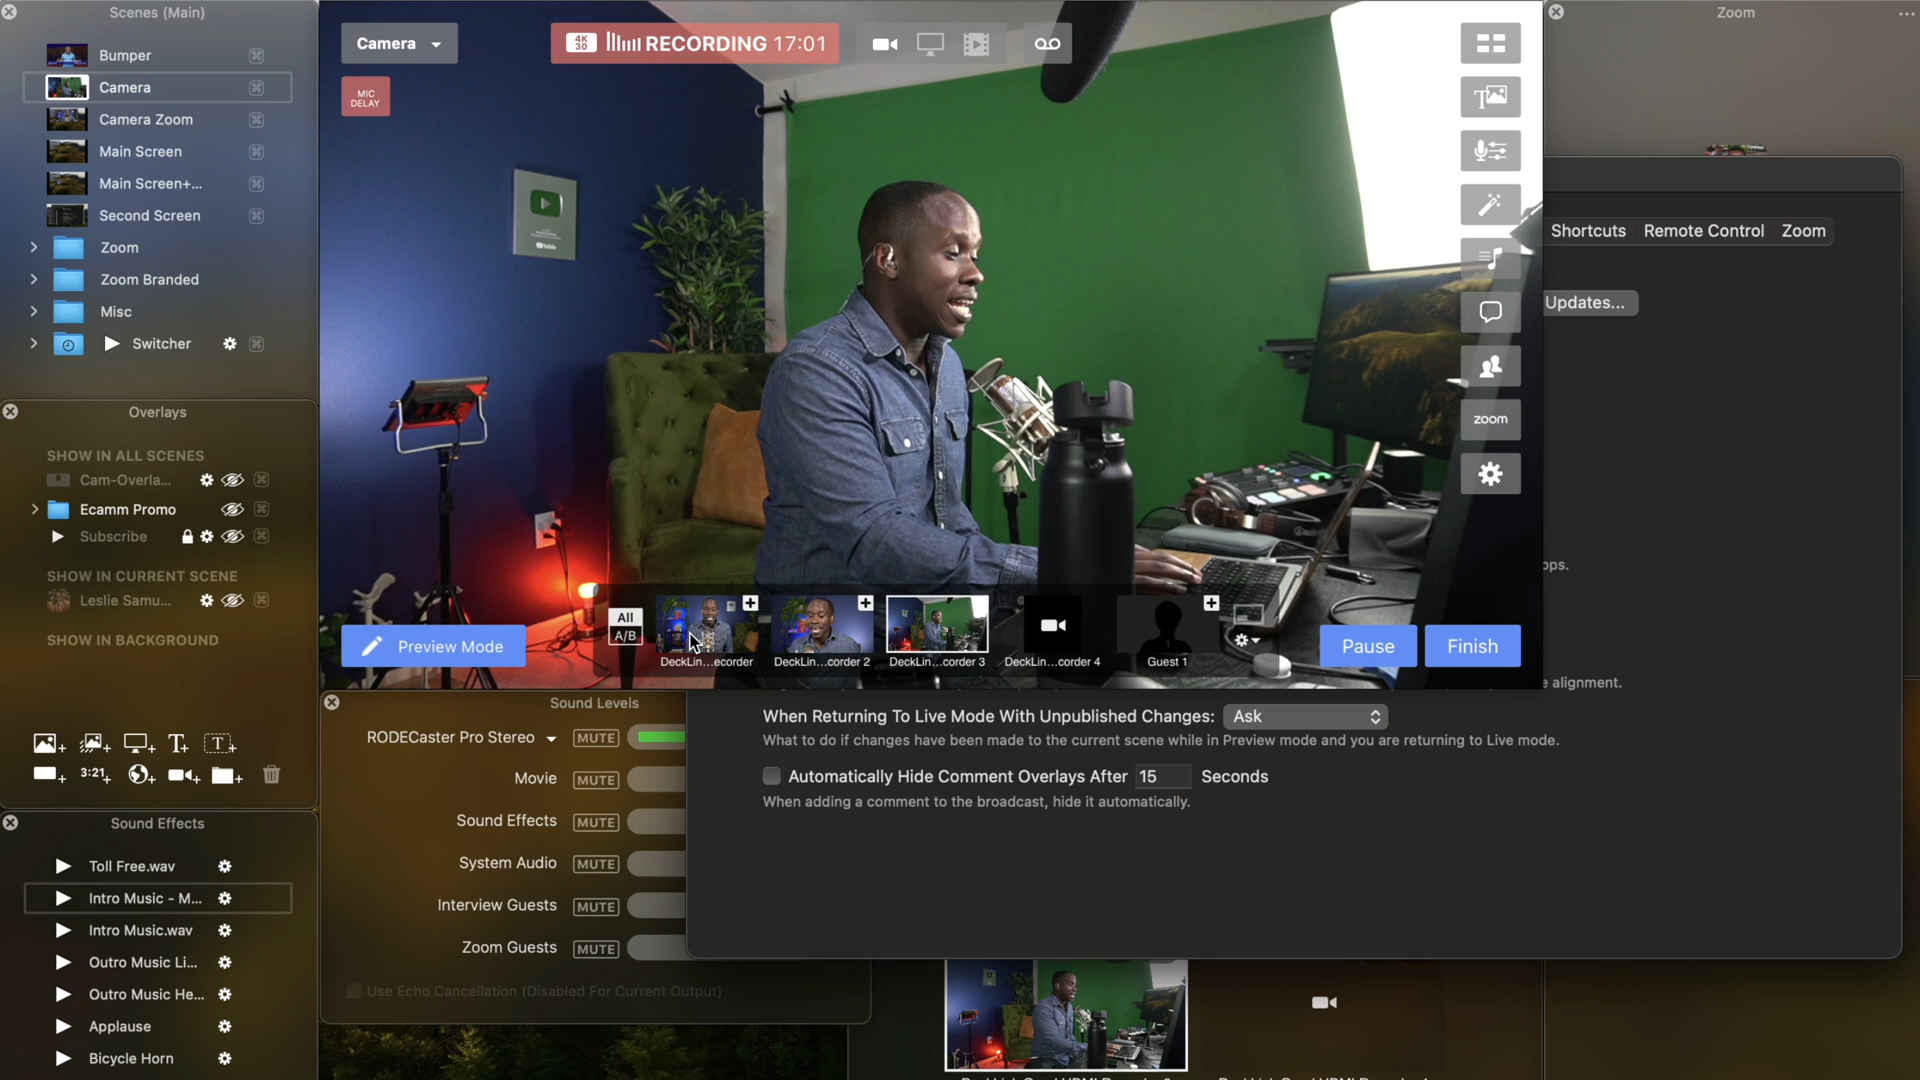 Scenes (Main)
Bumper
Camera
Camera Zoom
Main Screen
Main Screen+...
Second Screen
Zoom
Zoom Branded
Misc
Switcher
Overlays
SHOW IN ALL SCENES
Cam-Overla...
Ecamm Promo
Subscribe
SHOW IN CURRENT SCENE
Leslie Samu...
SHOW IN BACKGROUND
3:21
Sound Effects
Toll Free.wav
Intro Music - M...
Intro Music.wav
Outro Music Li...
Outro Music He...
Applause
Bicycle Horn
Camera
4K
30
RECORDING 17:01
MIC
DELAY
YouTube
zoom
Preview Mode
All
A/B
DeckLin...ecorder
DeckLin...corder 2
DeckLin...corder 3
DeckLin...corder 4
Guest 1
Pause
Finish
Zoom
Shortcuts Remote Control Zoom
Updates...
ops.
e alignment.
When Returning To Live Mode With Unpublished Changes: Ask
What to do if changes have been made to the current scene while in Preview mode and you are returning to Live mode.
Automatically Hide Comment Overlays After 15 Seconds
When adding a comment to the broadcast, hide it automatically.
Sound Levels
RODECaster Pro Stereo MUTE
Movie MUTE
Sound Effects MUTE
System Audio MUTE
Interview Guests MUTE
Zoom Guests MUTE
Use Echo Cancellation (Disabled For Current Output)